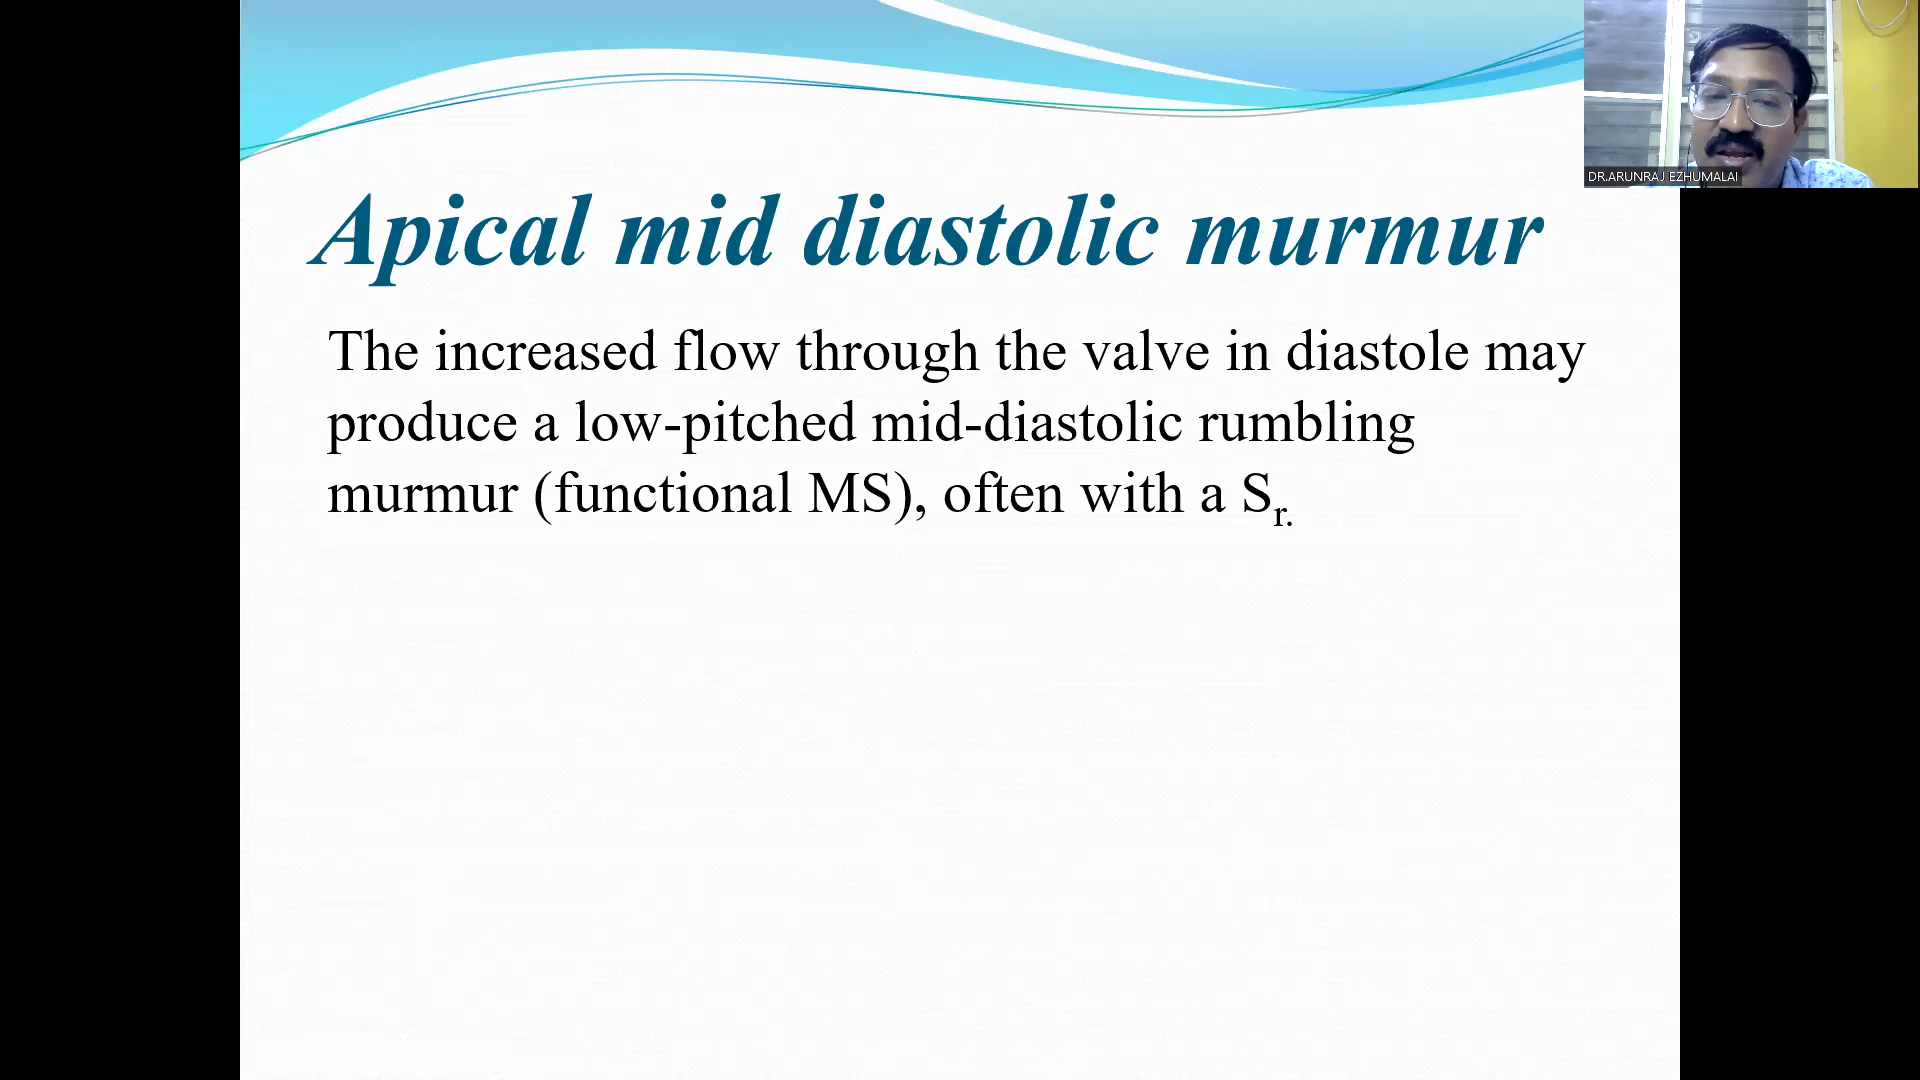 DR.ARUNRAJ EZHUMALAI
Apical mid diastolic murmur
The increased flow through the valve in diastole may
produce a low-pitched mid-diastolic rumbling
murmur (functional MS), often with a Sr.